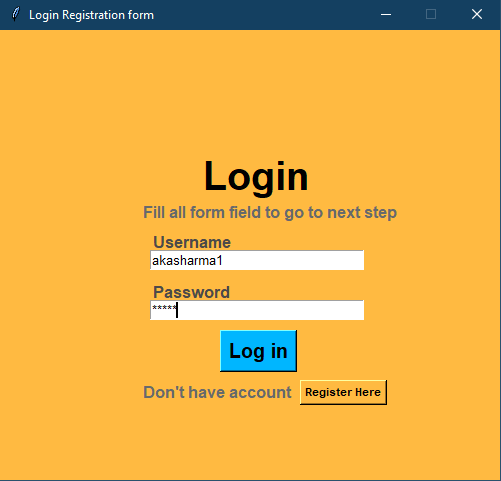 Login Registration form
Login
Fill all form field to go to next step
Username
akasharma1
Password
*****
Log in
Don't have account Register Here